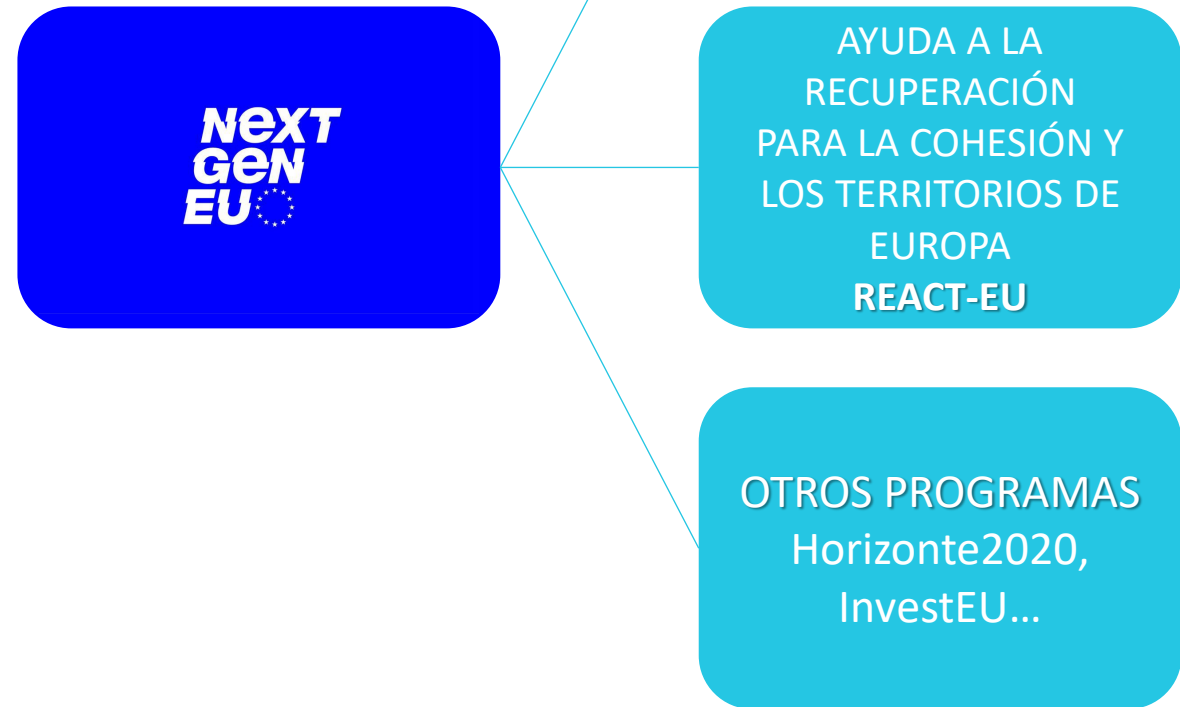 NEXT
GEN
EU
AYUDA A LA
RECUPERACIÓN
PARA LA COHESIÓN Y
LOS TERRITORIOS DE
EUROPA
REACT-EU
OTROS PROGRAMAS
Horizonte2020,
InvestEU...